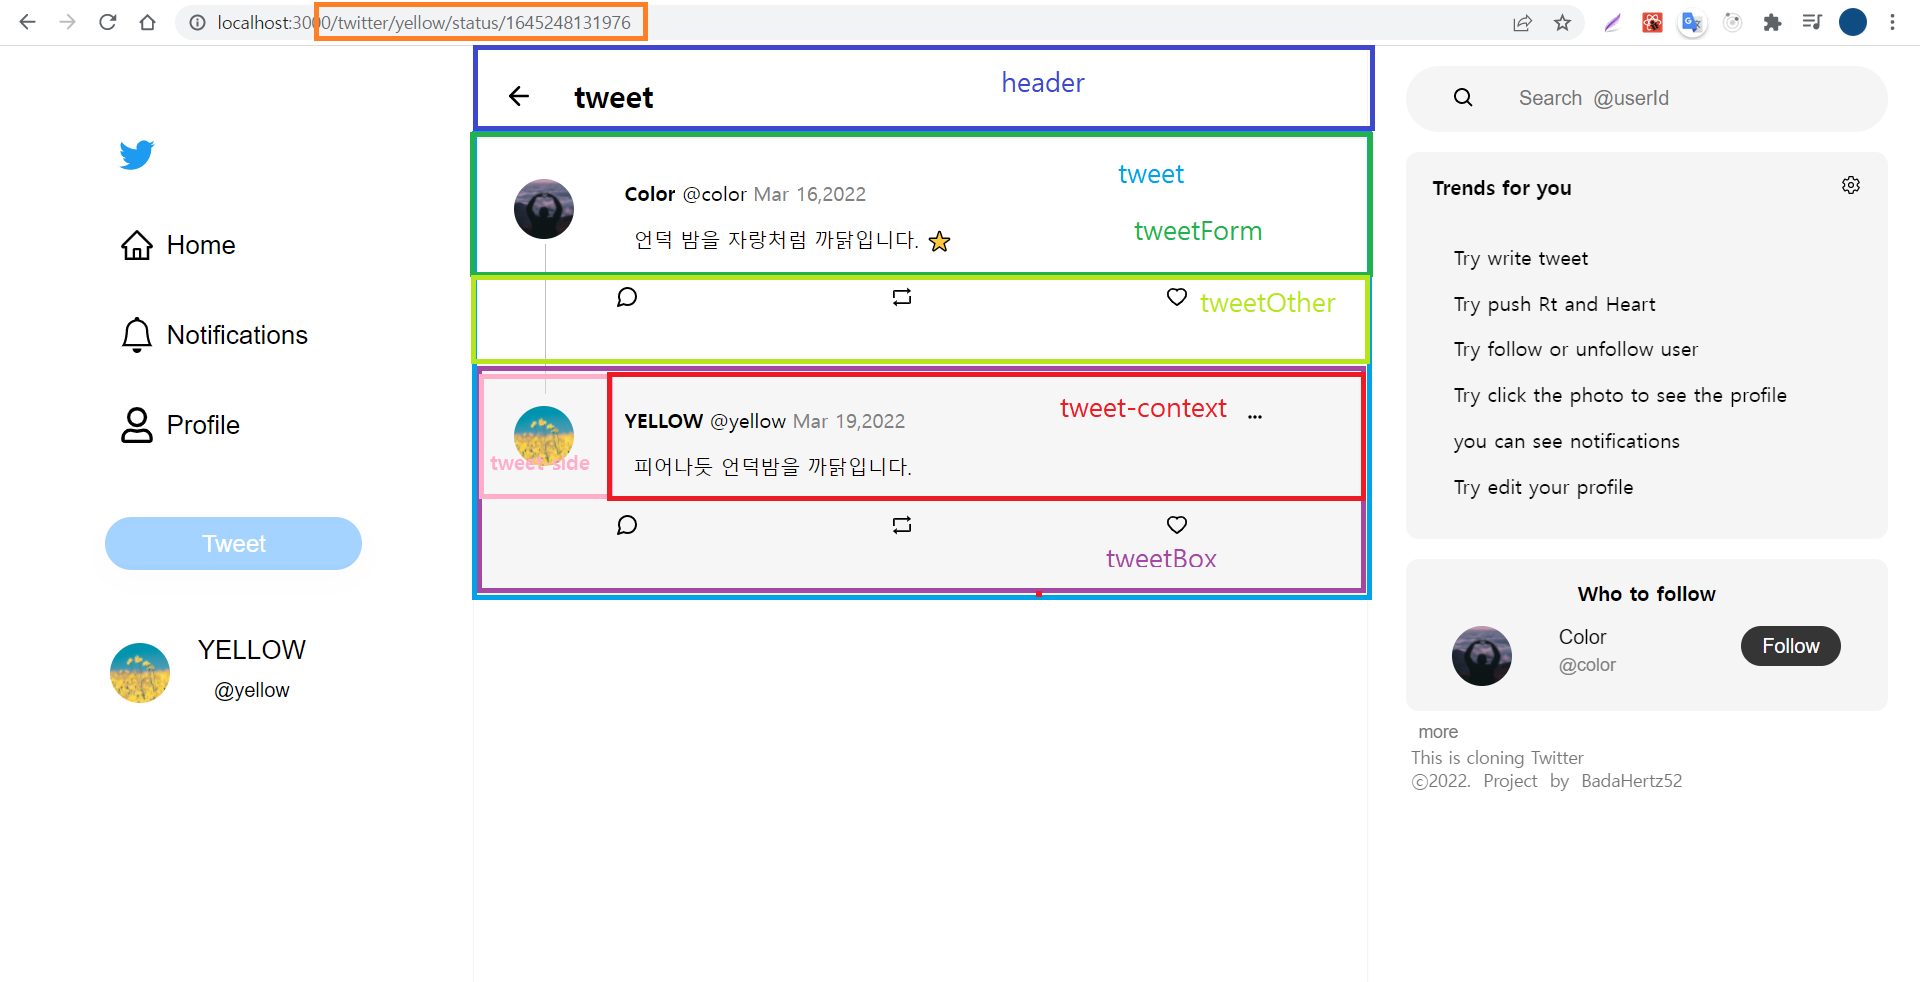 localhost:3000/twitter/yellow/status/1645248131976
Home
Notifications
Profile
Tweet
YELLOW
@yellow
tweet
header
Color @color Mar 16,2022
tweet
언덕 밤을 자랑처럼 까닭입니다. ⭐
tweetForm
tweetOther
YELLOW @yellow Mar 19,2022
tweet-context
...
피어나듯 언덕밤을 까닭입니다.
tweet-side
tweetBox
Search @userId
Trends for you
Try write tweet
Try push Rt and Heart
Try follow or unfollow user
Try click the photo to see the profile
you can see notifications
Try edit your profile
Who to follow
Color
@color
Follow
more
This is cloning Twitter
ⓒ2022. Project by BadaHertz52